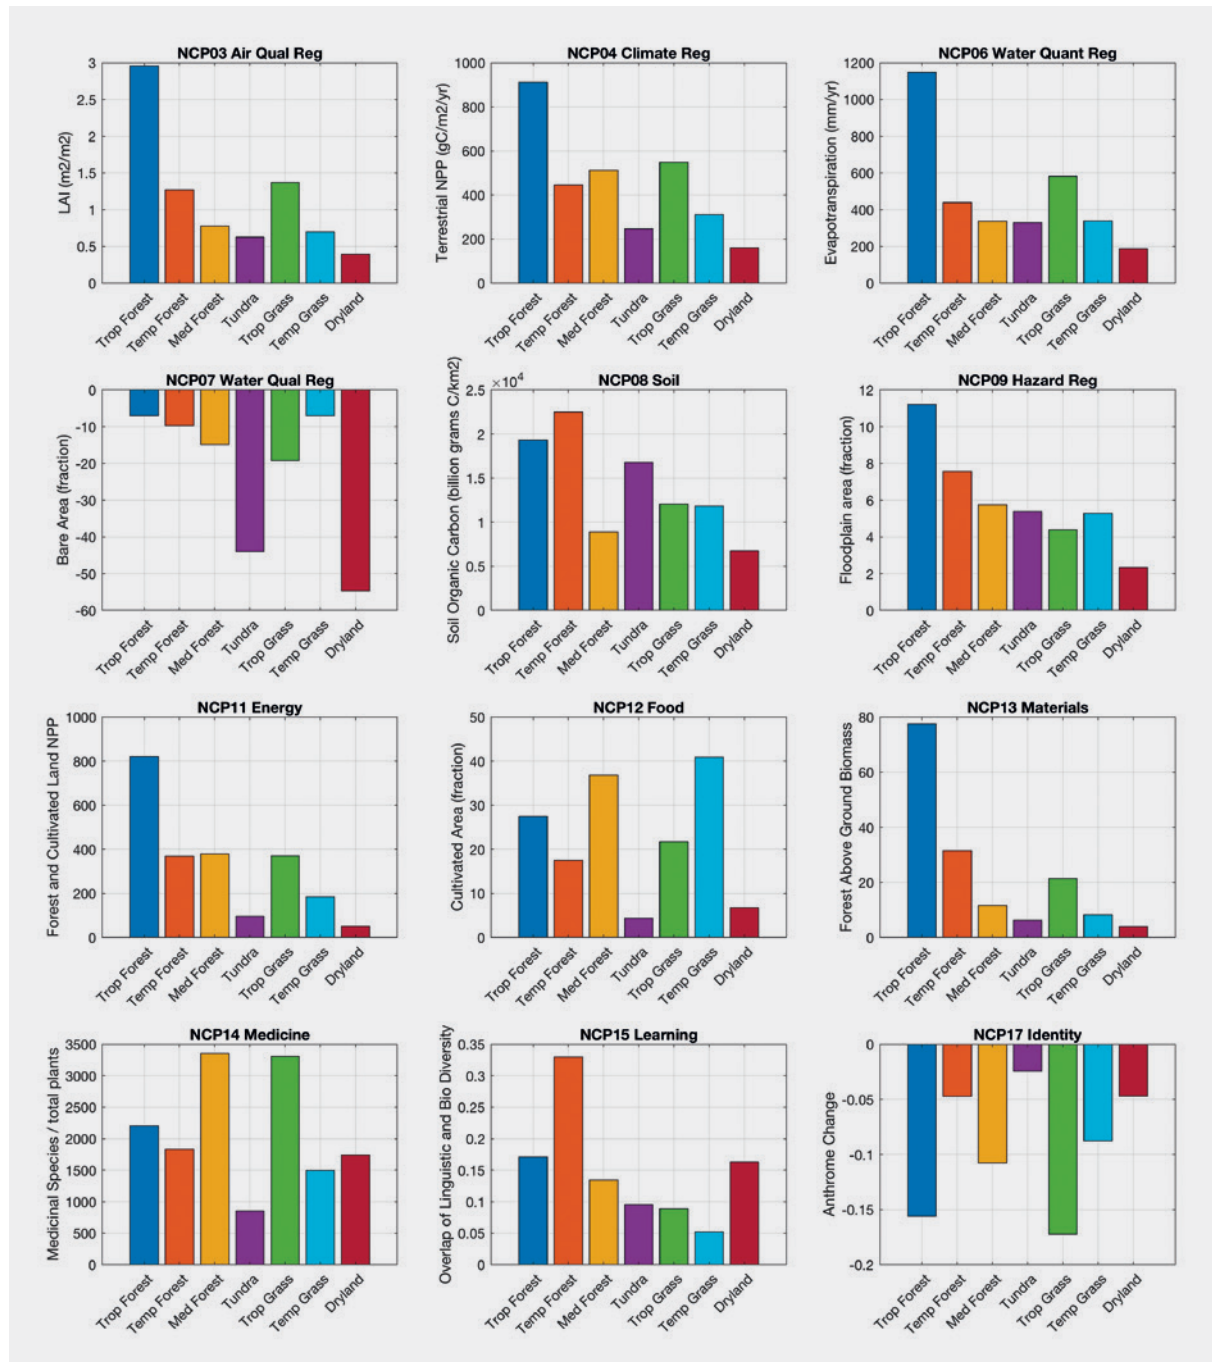 NCP03 Air Qual Reg
LAI (m2/m2)
3
2.5
2
1.5
1
0.5
0
Trop Forest
Temp Forest
Med Forest
Tundra
Trop Grass
Temp Grass
Dryland
NCP04 Climate Reg
Terrestrial NPP (gC/m2/yr)
1000
800
600
400
200
0
Trop Forest
Temp Forest
Med Forest
Tundra
Trop Grass
Temp Grass
Dryland
NCP06 Water Quant Reg
Evapotranspiration (mm/yr)
1200
1000
800
600
400
200
0
Trop Forest
Temp Forest
Med Forest
Tundra
Trop Grass
Temp Grass
Dryland
NCP07 Water Qual Reg
Bare Area (fraction)
0
-10
-20
-30
-40
-50
-60
Trop Forest
Temp Forest
Med Forest
Tundra
Trop Grass
Temp Grass
Dryland
NCP08 Soil
×10⁴
Soil Organic Carbon (billion grams C/km2)
2.5
2
1.5
1
0.5
0
Trop Forest
Temp Forest
Med Forest
Tundra
Trop Grass
Temp Grass
Dryland
NCP09 Hazard Reg
Floodplain area (fraction)
12
10
8
6
4
2
0
Trop Forest
Temp Forest
Med Forest
Tundra
Trop Grass
Temp Grass
Dryland
NCP11 Energy
Forest and Cultivated Land NPP
1000
800
600
400
200
0
Trop Forest
Temp Forest
Med Forest
Tundra
Trop Grass
Temp Grass
Dryland
NCP12 Food
Cultivated Area (fraction)
50
40
30
20
10
0
Trop Forest
Temp Forest
Med Forest
Tundra
Trop Grass
Temp Grass
Dryland
NCP13 Materials
Forest Above Ground Biomass
80
60
40
20
0
Trop Forest
Temp Forest
Med Forest
Tundra
Trop Grass
Temp Grass
Dryland
NCP14 Medicine
Medicinal Species / total plants
3500
3000
2500
2000
1500
1000
500
0
Trop Forest
Temp Forest
Med Forest
Tundra
Trop Grass
Temp Grass
Dryland
NCP15 Learning
Overlap of Linguistic and Bio Diversity
0.35
0.3
0.25
0.2
0.15
0.1
0.05
0
Trop Forest
Temp Forest
Med Forest
Tundra
Trop Grass
Temp Grass
Dryland
NCP17 Identity
Anthrome Change
0
-0.05
-0.1
-0.15
-0.2
Trop Forest
Temp Forest
Med Forest
Tundra
Trop Grass
Temp Grass
Dryland